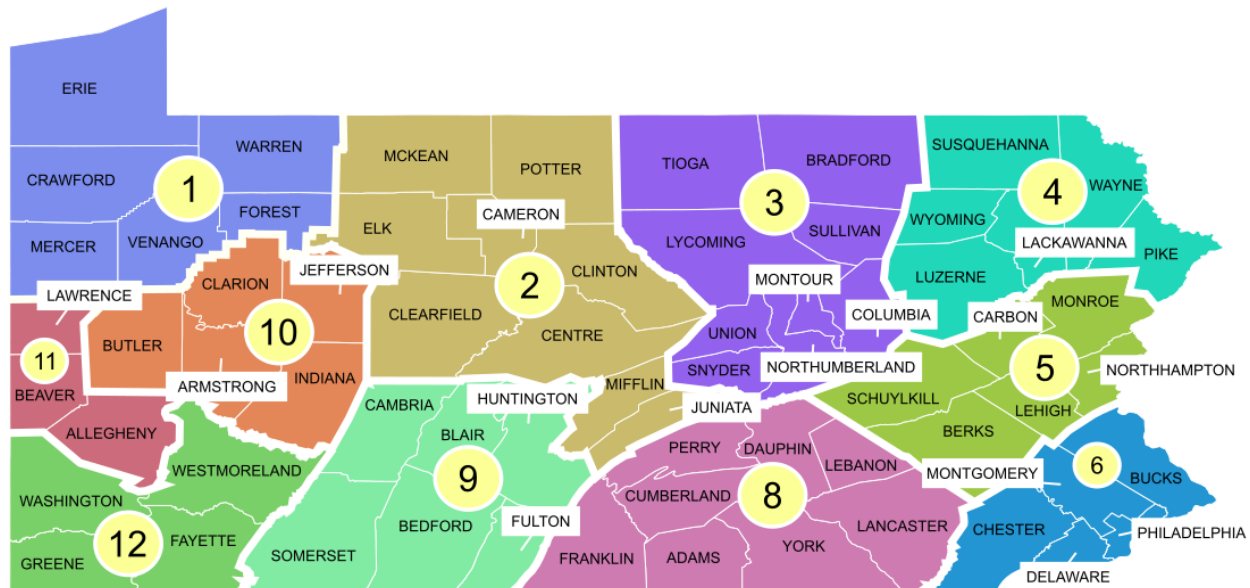 ERIE
WARREN
CRAWFORD
1
FOREST
MERCER
VENANGO
MCKEAN
POTTER
CAMERON
ELK
CLINTON
2
CLEARFIELD
CENTRE
MIFFLIN
JUNIATA
TIOGA
BRADFORD
3
LYCOMING
SULLIVAN
MONTOUR
UNION
COLUMBIA
SNYDER
NORTHUMBERLAND
SUSQUEHANNA
4
WAYNE
WYOMING
LACKAWANNA
PIKE
LUZERNE
MONROE
CARBON
5
NORTHHAMPTON
SCHUYLKILL
LEHIGH
BERKS
MONTGOMERY
6
BUCKS
CHESTER
PHILADELPHIA
DELAWARE
PERRY
DAUPHIN
LEBANON
CUMBERLAND
8
LANCASTER
FRANKLIN
ADAMS
YORK
CAMBRIA
HUNTINGTON
BLAIR
9
BEDFORD
FULTON
SOMERSET
JEFFERSON
CLARION
10
BUTLER
ARMSTRONG
INDIANA
LAWRENCE
11
BEAVER
ALLEGHENY
WESTMORELAND
WASHINGTON
12
FAYETTE
GREENE